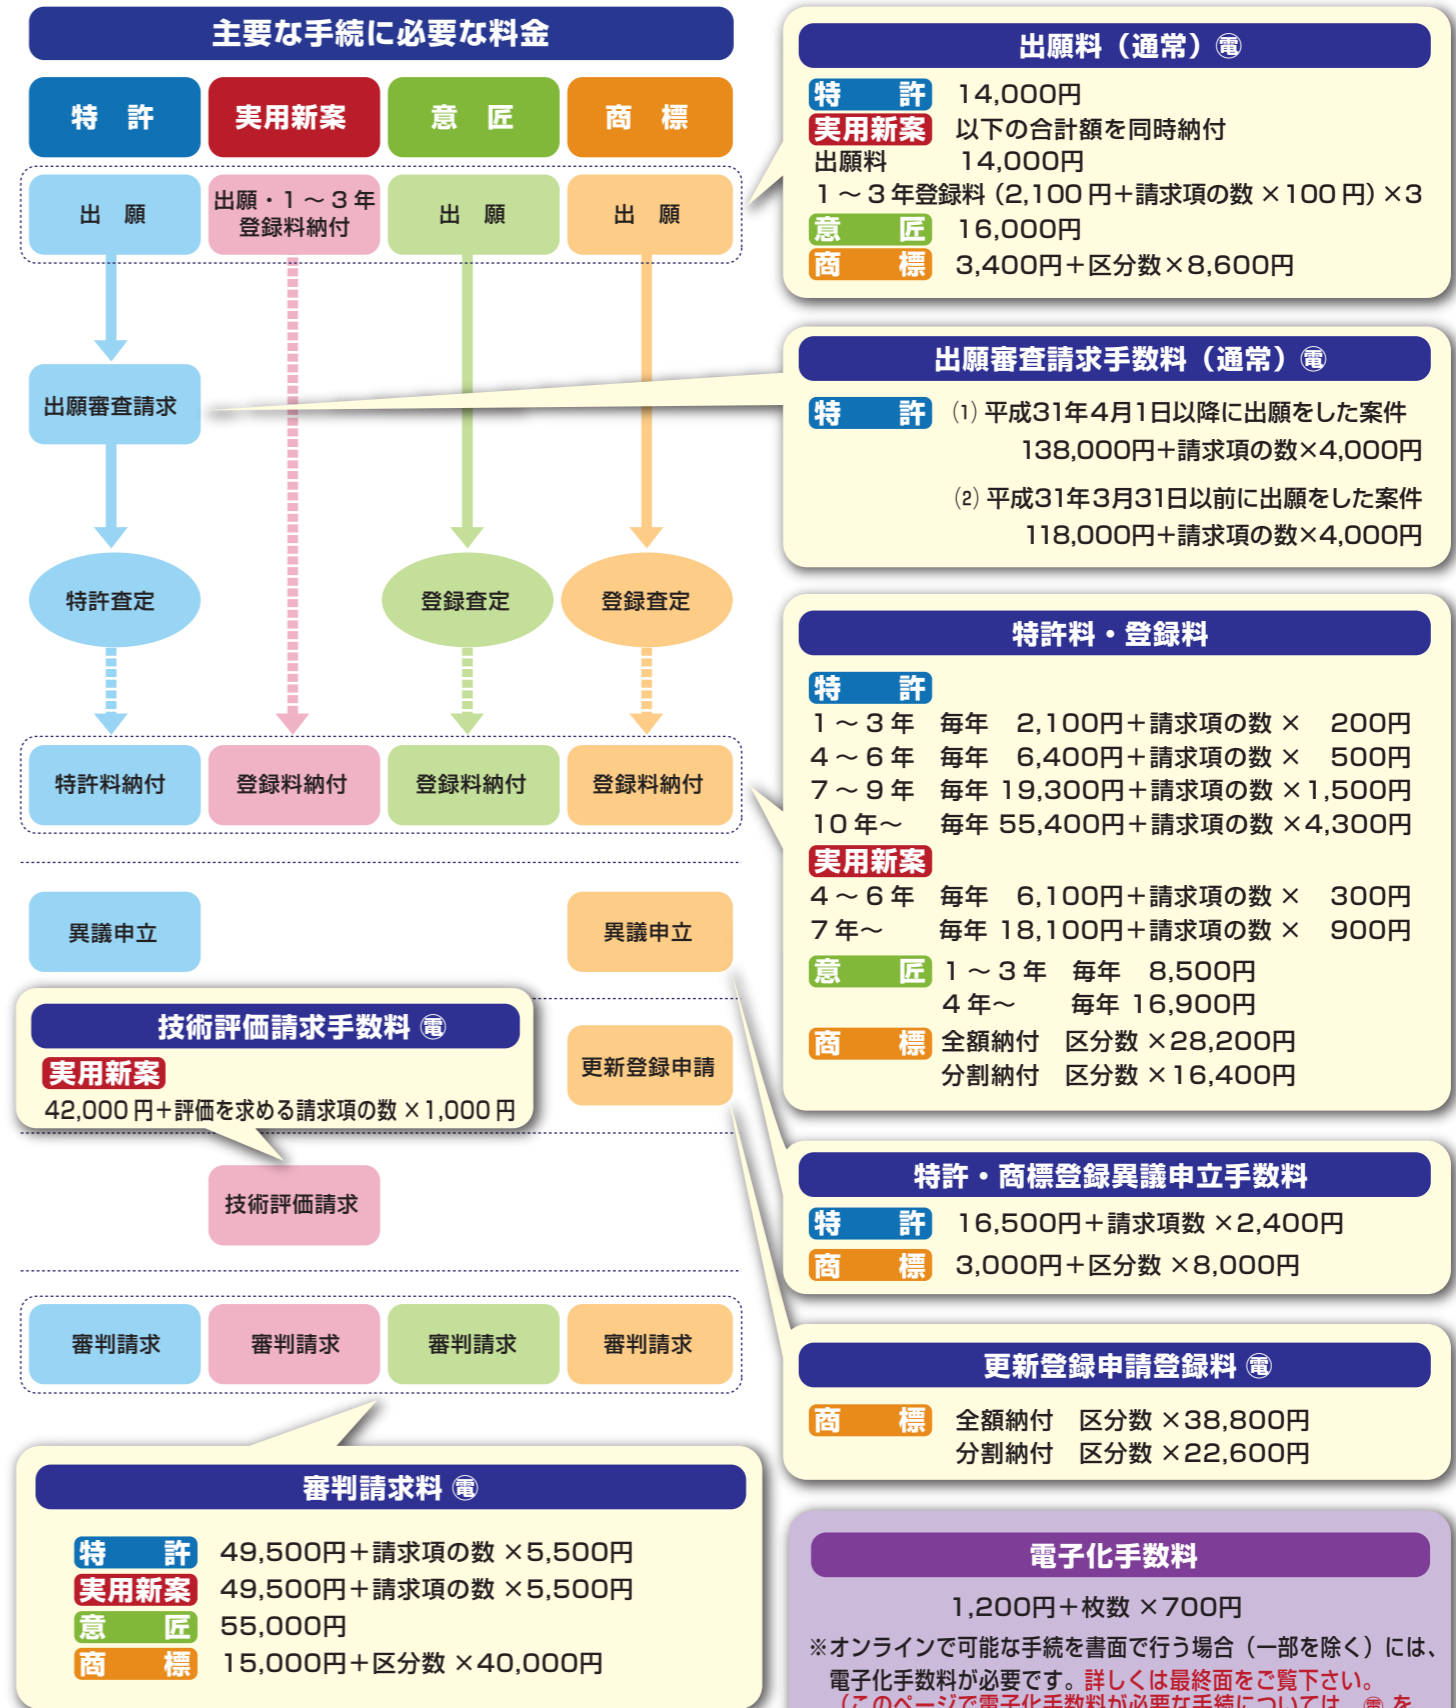 主要な手続に必要な料金
特　許
実用新案
意　匠
商　標
出　願
出願・１～３年
登録料納付
出　願
出　願
出願審査請求
特許査定
登録査定
登録査定
特許料納付
登録料納付
登録料納付
登録料納付
異議申立
異議申立
技術評価請求手数料 ㊓
実用新案
42,000 円＋評価を求める請求項の数 ×1,000 円
更新登録申請
技術評価請求
審判請求
審判請求
審判請求
審判請求
審判請求料
特　許 49,500円＋請求項の数 ×5,500円
実用新案 49,500円＋請求項の数 ×5,500円
意　匠 55,000円
商　標 15,000円＋区分数 ×40,000円
出願料（通常）
特　許 14,000円
実用新案 以下の合計額を同時納付
出願料 14,000円
１～３年登録料（2,100 円＋請求項の数 ×100 円）×3
意　匠 16,000円
商　標 3,400円＋区分数×8,600円
出願審査請求手数料（通常）
特　許 ⑴ 平成31年4月1日以降に出願をした案件
138,000円＋請求項の数×4,000円
⑵ 平成31年3月31日以前に出願をした案件
118,000円＋請求項の数×4,000円
特許料・登録料
特　許
１～３年 毎年 2,100円＋請求項の数 × 200円
４～６年 毎年 6,400円＋請求項の数 × 500円
７～９年 毎年 19,300円＋請求項の数 ×1,500円
10 年～ 毎年 55,400円＋請求項の数 ×4,300円
実用新案
４～６年 毎年 6,100円＋請求項の数 × 300円
７年～ 毎年 18,100円＋請求項の数 × 900円
意　匠 １～３年 毎年 8,500円
４年～ 毎年 16,900円
商　標 全額納付 区分数 ×28,200円
分割納付 区分数 ×16,400円
特許・商標登録異議申立手数料
特　許 16,500円＋請求項数 ×2,400円
商　標 3,000円＋区分数 ×8,000円
更新登録申請登録料
商　標 全額納付 区分数 ×38,800円
分割納付 区分数 ×22,600円
電子化手数料
1,200円＋枚数 ×700円
※オンラインで可能な手続を書面で行う場合（一部を除く）には、
電子化手数料が必要です。詳しくは最終面をご覧下さい。
（このページで電子化手数料が必要な手続については、電 を